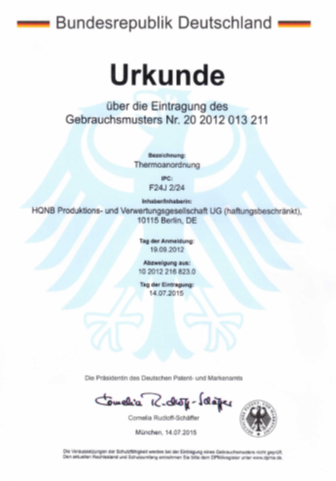 Bundesrepublik Deutschland
Urkunde
über die Eintragung des
Gebrauchsmusters Nr. 20 2012 013 211
Bezeichnung:
Thermoanordnung
IPC:
F24J 2/24
Inhaber/Inhaberin:
HQNB Produktions- und Verwertungsgesellschaft UG (haftungsbeschränkt),
10115 Berlin, DE
Tag der Anmeldung:
19.09.2012
Abzweigung aus:
10 2012 216 823.0
Tag der Eintragung:
14.07.2015
Die Präsidentin des Deutschen Patent- und Markenamts
Cornelia Rudloff-Schäffer
Cornelia Rudloff-Schäffer
München, 14.07.2015
Die Voraussetzungen der Schutzfähigkeit werden bei der Eintragung eines Gebrauchsmusters nicht geprüft.
Den aktuellen Rechtsstand und Schutzumfang entnehmen Sie bitte dem DPMAregister unter www.dpma.de.